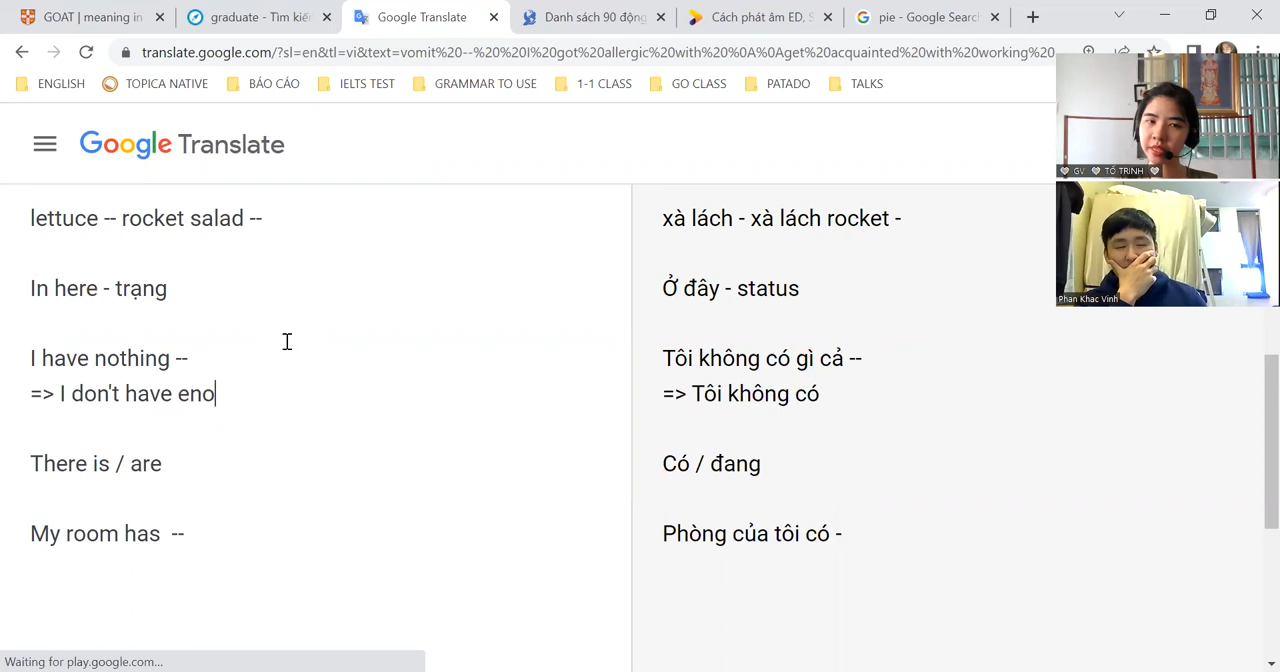 GOAT | meaning in
graduate - Tìm kiến
Google Translate
Danh sách 90 động
Cách phát âm ED, S
pie - Google Search
translate.google.com/?sl=en&tl=vi&text=vomit%20--%20%20I%20got%20allergic%20with%20%0A%0Aget%20acquainted%20with%20working%20
ENGLISH
TOPICA NATIVE
BÁO CÁO
IELTS TEST
GRAMMAR TO USE
1-1 CLASS
GO CLASS
PATADO
TALKS
Google Translate
GV TỐ TRINH
Phan Khac Vinh
lettuce -- rocket salad --
In here - trạng
I have nothing --
=> I don't have eno
There is / are
My room has --
xà lách - xà lách rocket -
Ở đây - status
Tôi không có gì cả --
=> Tôi không có
Có / đang
Phòng của tôi có -
Waiting for play.google.com...